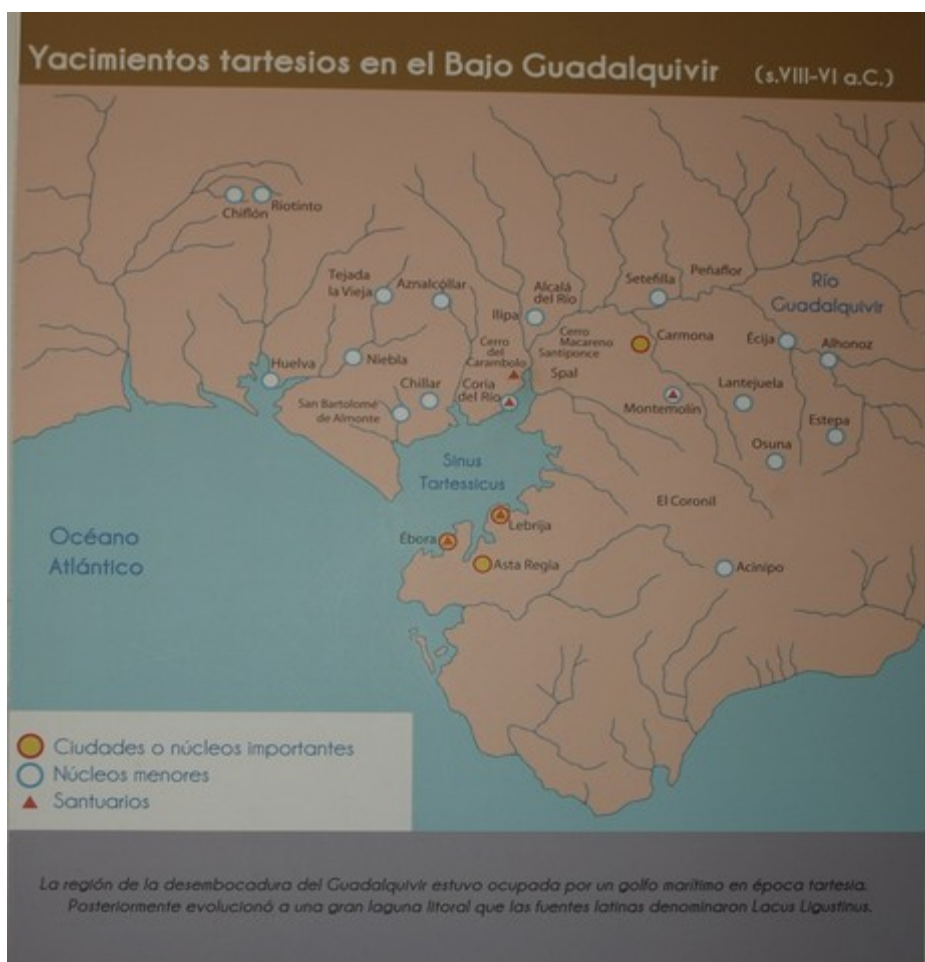 Yacimientos tartesios en el Bajo Guadalquivir (s.VIII-VI a.C.)
Chiflón
Riotinto
Tejada
la Vieja
Aznalcóllar
Alcalá
del Río
Setefilla
Peñaflor
Río
Guadalquivir
Ilipa
Cerro
Macareno
Santiponce
Carmona
Écija
Alhonoz
Huelva
Niebla
Cerro
del
Carambolo
Spal
Chillar
Coria
del Río
San Bartolomé
de Almonte
Montemolín
Lantejuela
Estepa
Osuna
Sinus
Tartessicus
El Coronil
Océano
Atlántico
Ébora
Lebrija
Asta Regia
Acinipo
Ciudades o núcleos importantes
Núcleos menores
Santuarios
La región de la desembocadura del Guadalquivir estuvo ocupada por un golfo marítimo en época tartesia.
Posteriormente evolucionó a una gran laguna litoral que las fuentes latinas denominaron Lacus Ligustinus.